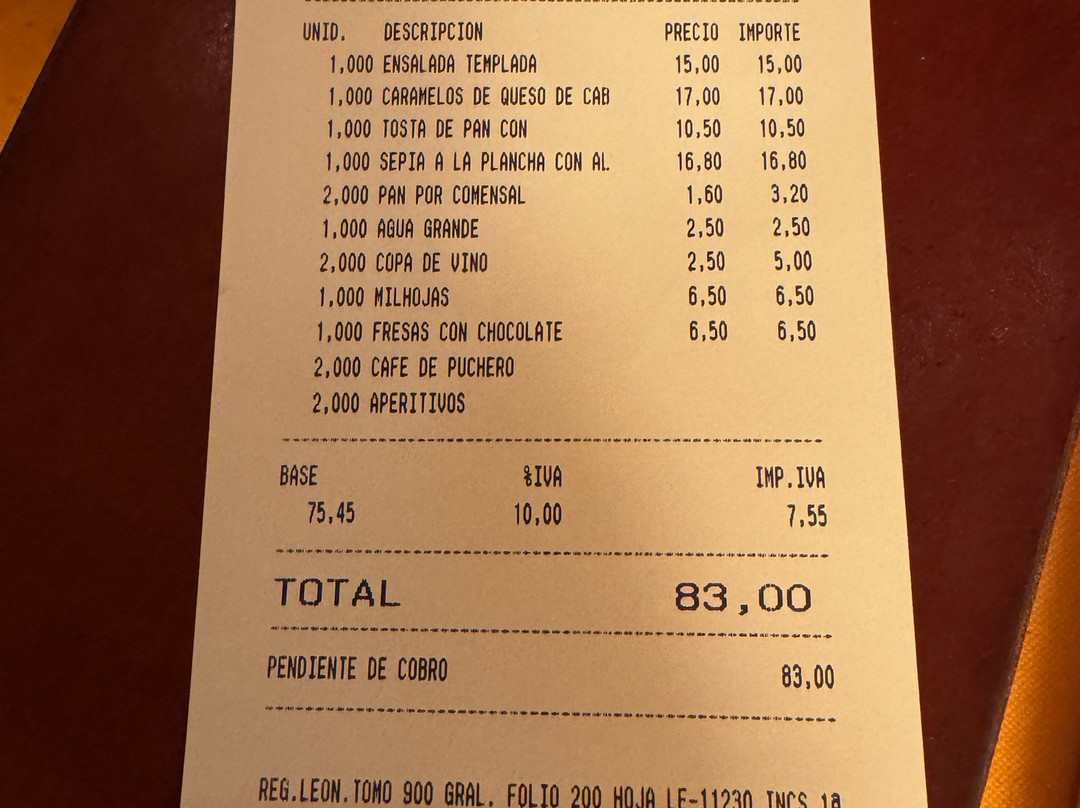 UNID. DESCRIPCION PRECIO IMPORTE
1,000 ENSALADA TEMPLADA 15,00 15,00
1,000 CARAMELOS DE QUESO DE CAB 17,00 17,00
1,000 TOSTA DE PAN CON 10,50 10,50
1,000 SEPIA A LA PLANCHA CON AL 16,80 16,80
2,000 PAN POR COMENSAL 1,60 3,20
1,000 AGUA GRANDE 2,50 2,50
2,000 COPA DE VINO 2,50 5,00
1,000 MILHOJAS 6,50 6,50
1,000 FRESAS CON CHOCOLATE 6,50 6,50
2,000 CAFE DE PUCHERO
2,000 APERITIVOS
BASE %IVA IMP.IVA
75,45 10,00 7,55
TOTAL 83,00
PENDIENTE DE COBRO 83,00
REG.LEON.TOMO 900 GRAL. FOLIO 200 HOJA LE-11230 INCS 1ª